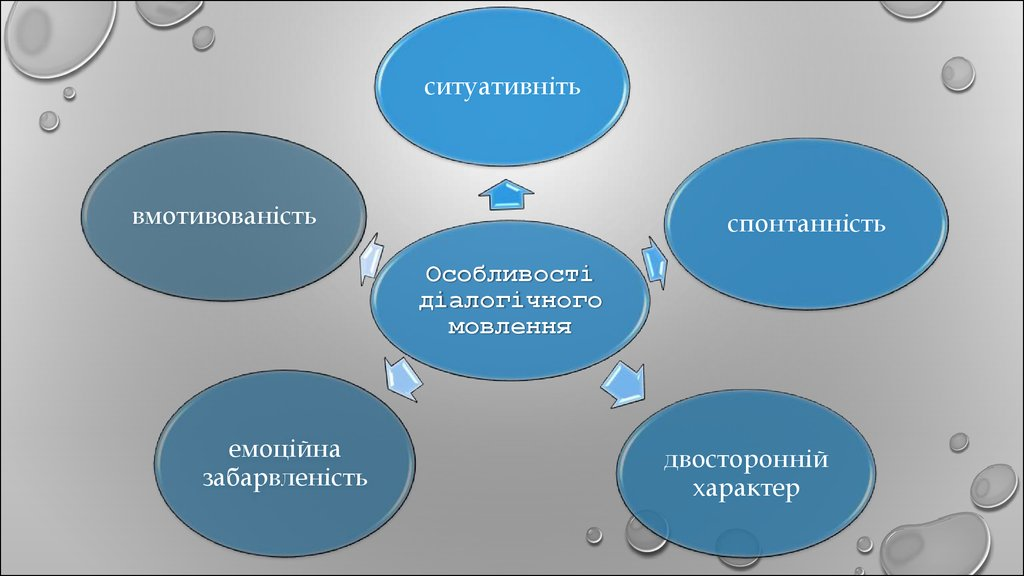 ситуативніть
вмотивованість
спонтанність
Особливості
діалогічного
мовлення
емоційна
забарвленість
двосторонній
характер